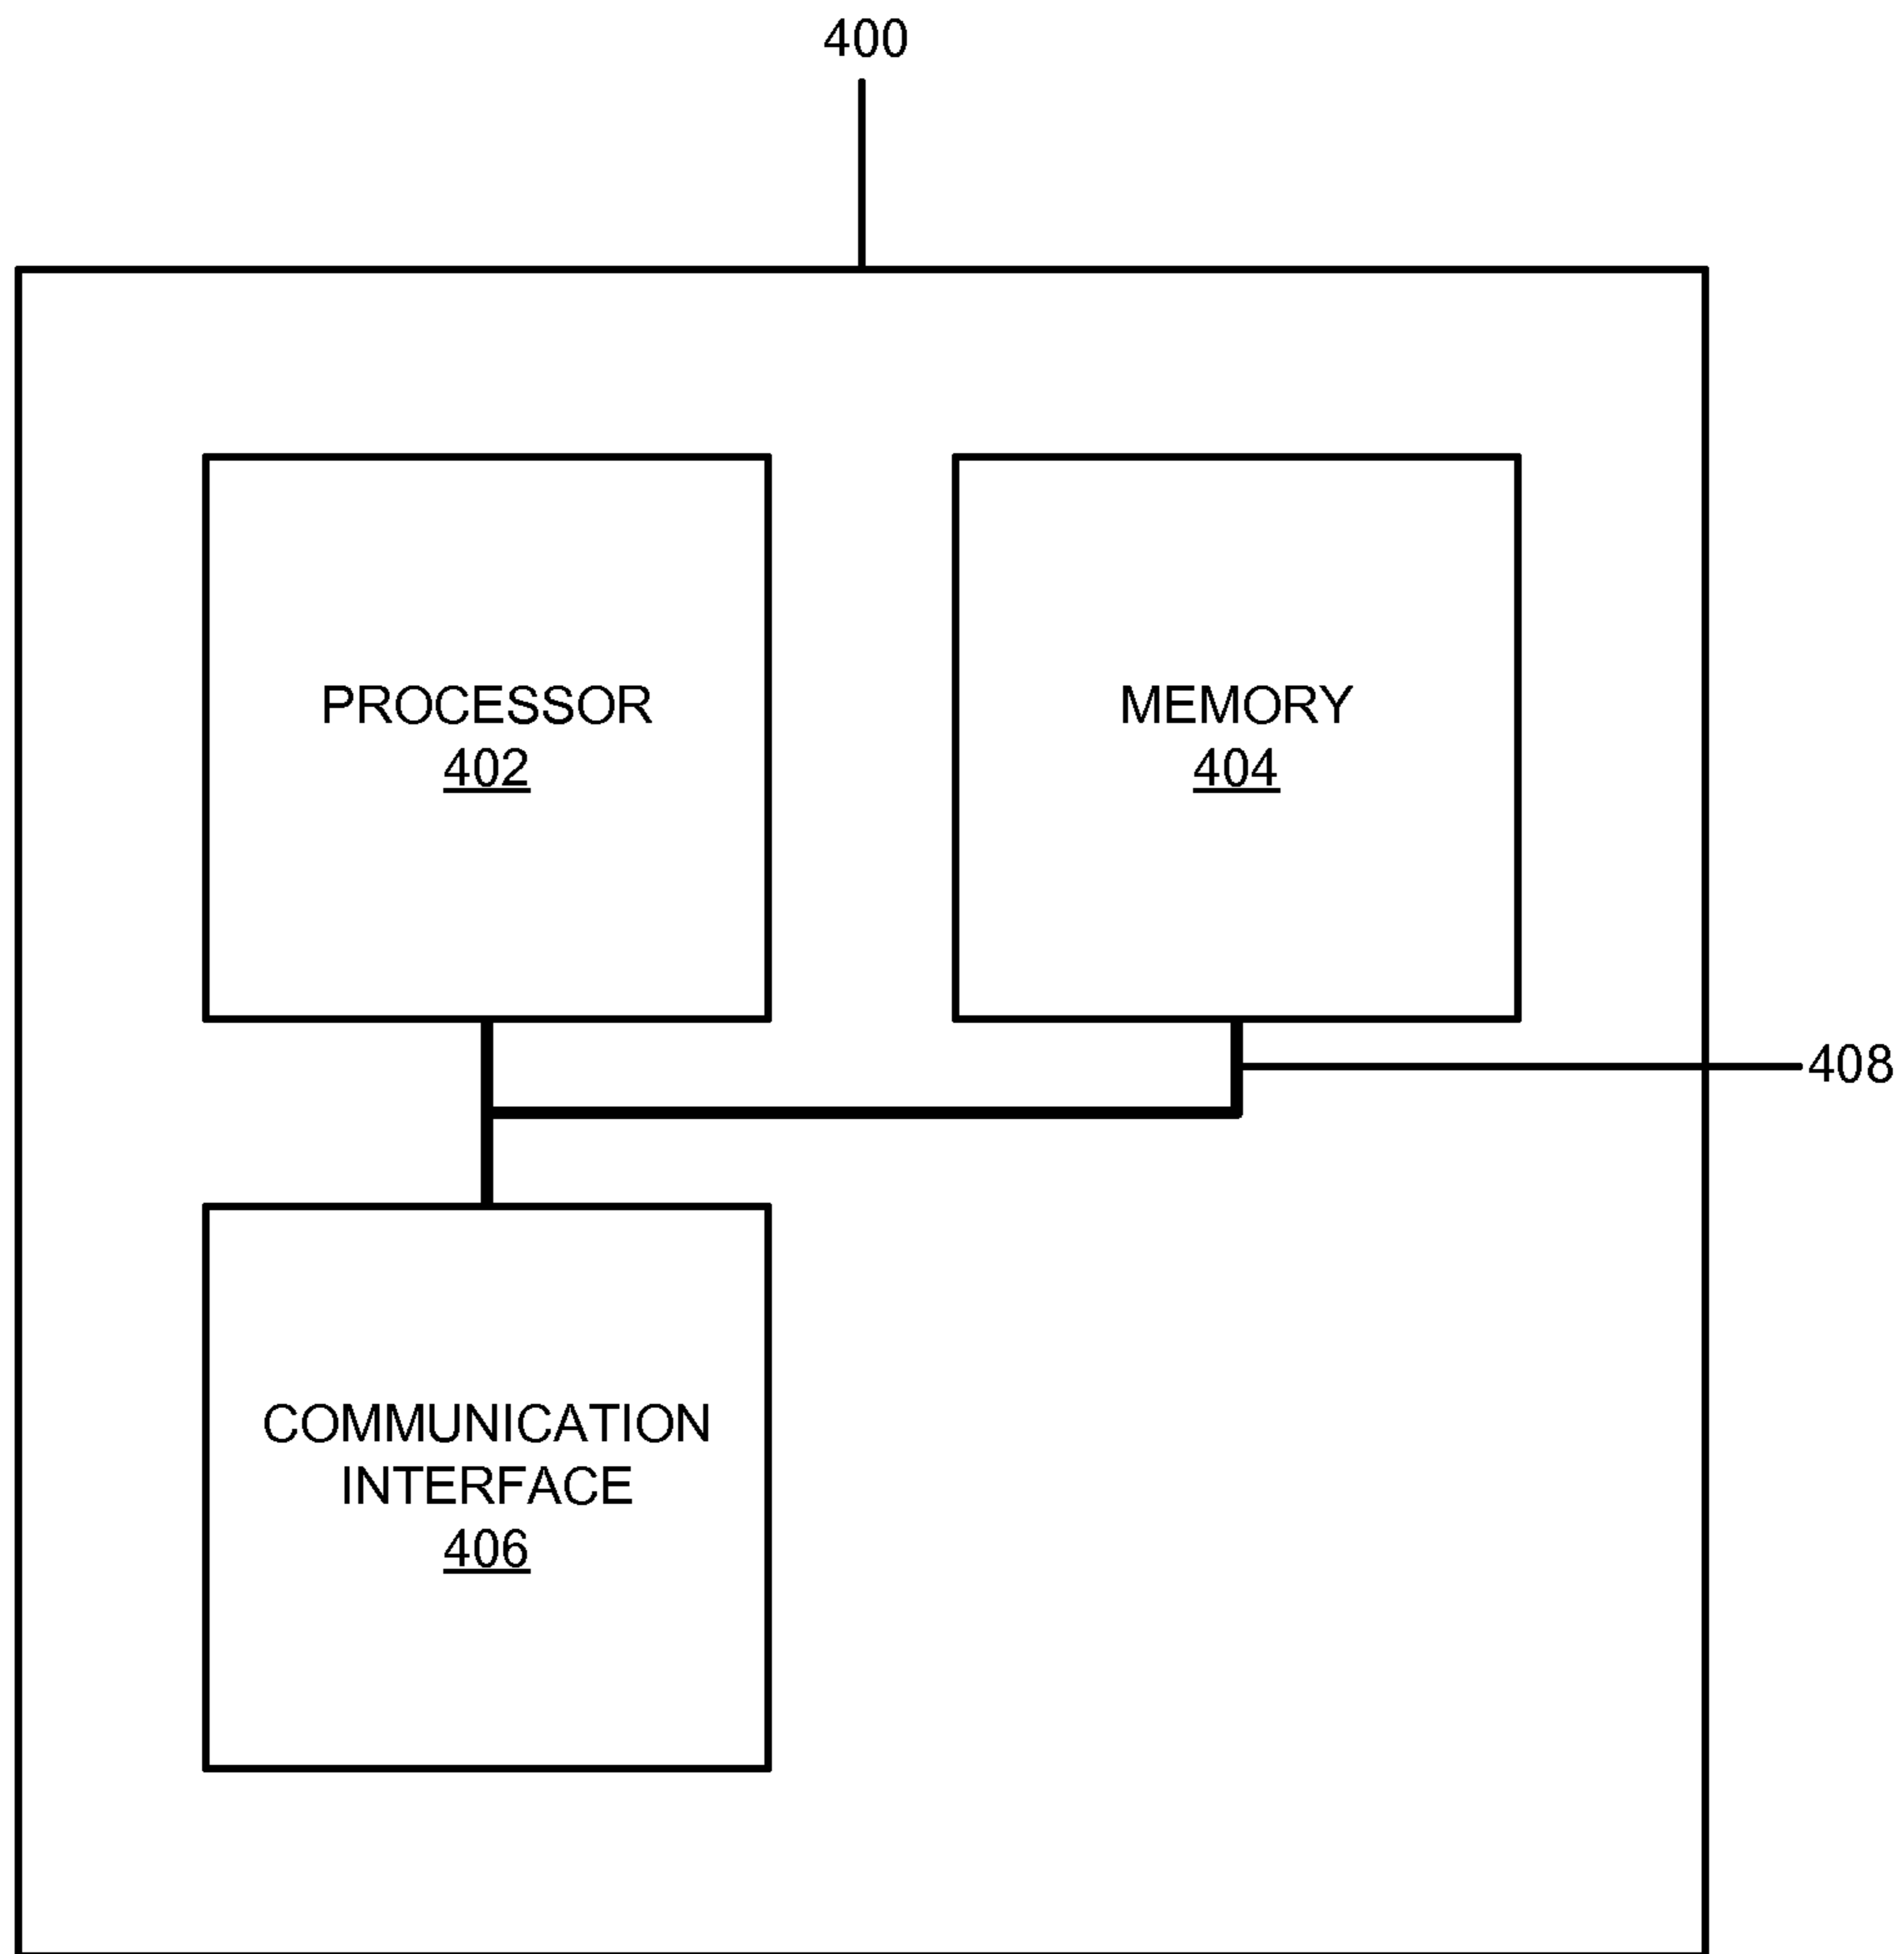 400
PROCESSOR
402
MEMORY
404
408
COMMUNICATION
INTERFACE
406